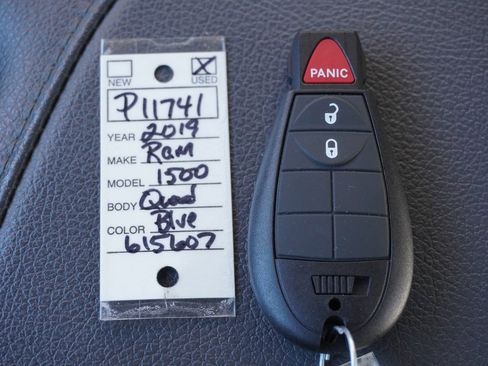 NEW USED
P11741
YEAR 2019
MAKE Ram
MODEL 1500
BODY Quad
COLOR Blue
615607
PANIC